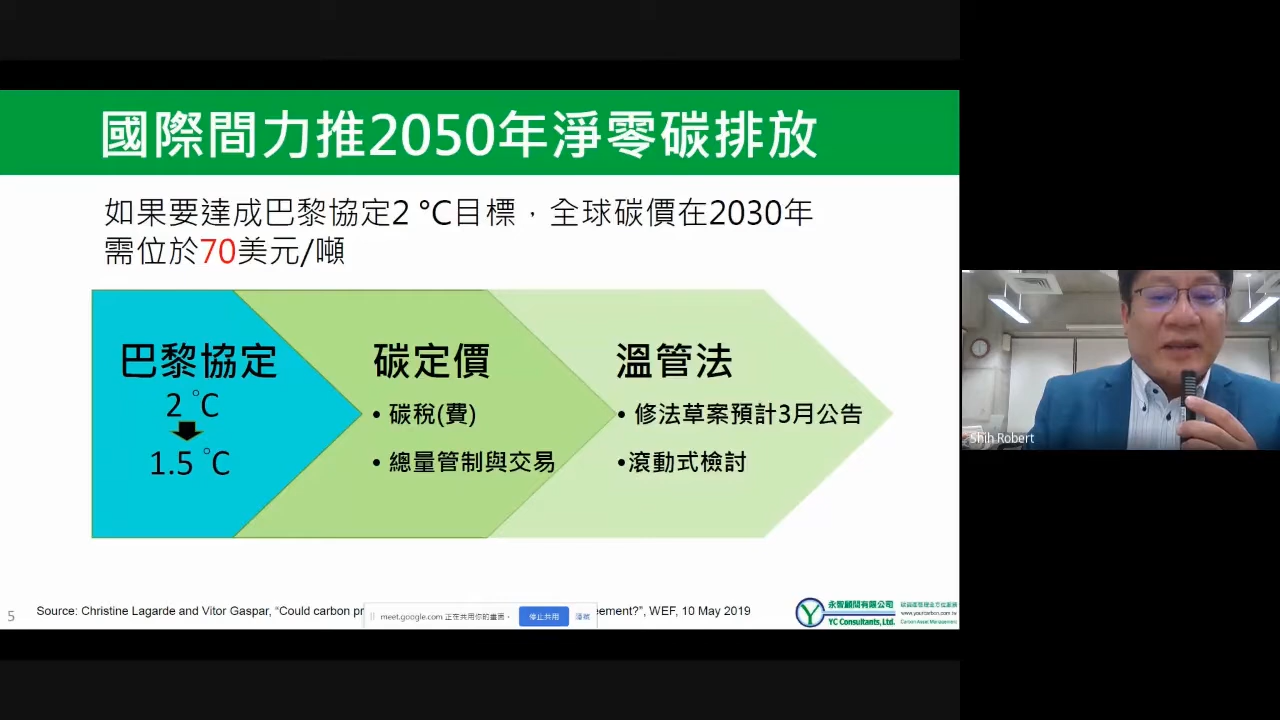 國際間力推2050年淨零碳排放
如果要達成巴黎協定2 ℃目標，全球碳價在2030年
需位於70美元/噸
巴黎協定
2 ℃
1.5 ℃
碳定價
• 碳稅(費)
• 總量管制與交易
溫管法
• 修法草案預計3月公告
•滾動式檢討
Shih Robert
5
Source: Christine Lagarde and Vitor Gaspar, “Could carbon pr
eement?”, WEF, 10 May 2019
meet.google.com 正在共用你的畫面。
停止共用
隱藏
永智顧問有限公司
YC Consultants, Ltd.
www.yourcarbon.com.tw
Carbon Asset Management